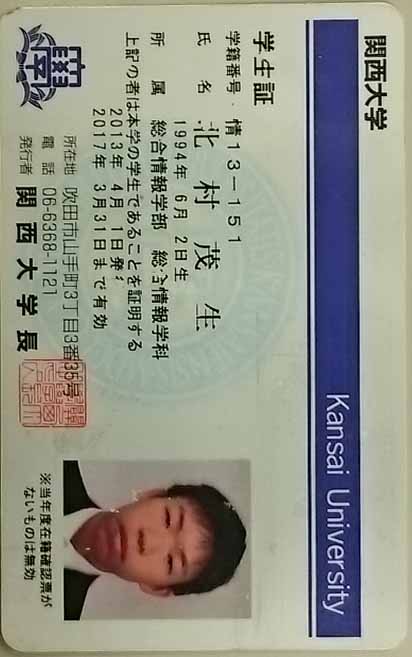 関西大学
Kansai University
学生証
学籍番号 情13-151
氏名 北村茂生
1994年 6月 2日生
所属 総合情報学部 総合情報学科
上記の者は本学の学生であることを証明する
2013年 4月 1日発行
2017年 3月31日まで有効
所在地 吹田市山手町3丁目3番35号
電話 06-6368-1121
発行者 関西大学長
※当年度在籍確認票が
ないものは無効